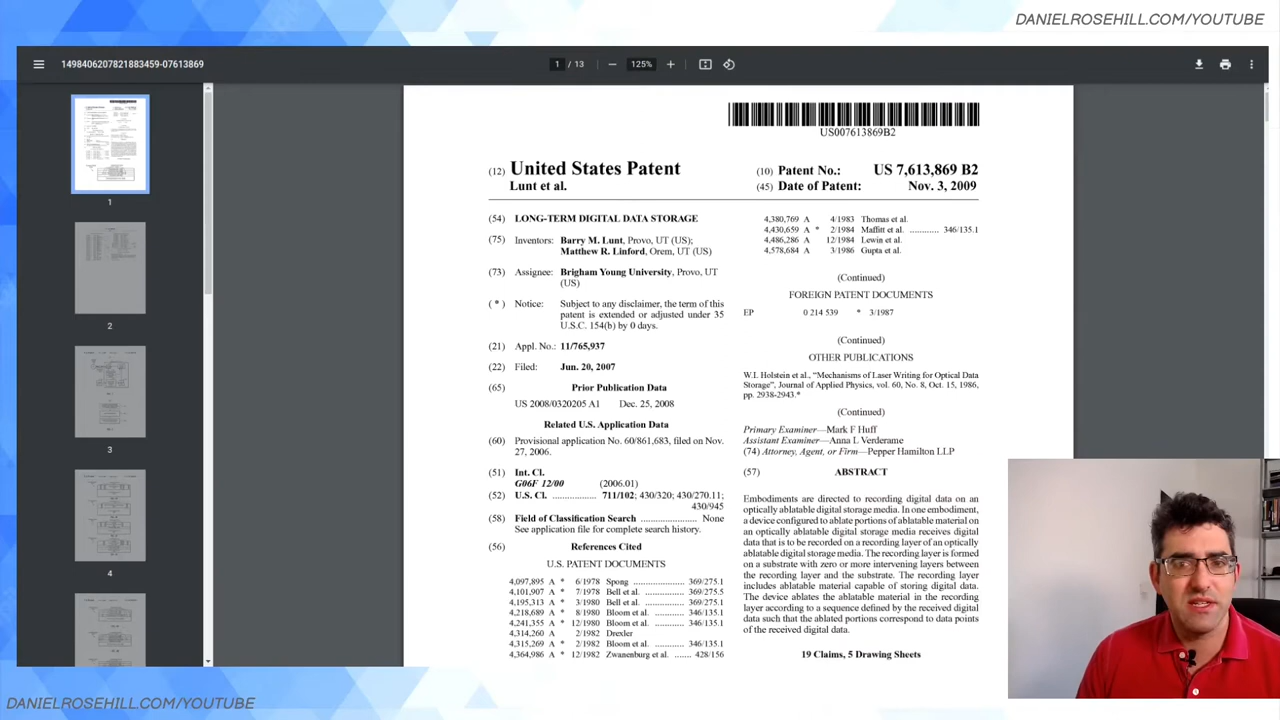 DANIELROSEHILL.COM/YOUTUBE
1498406207821883459-07613869
1 / 13
125%
US007613869B2
(12) United States Patent
Lunt et al.
(10) Patent No.: US 7,613,869 B2
(45) Date of Patent: Nov. 3, 2009
(54) LONG-TERM DIGITAL DATA STORAGE
(75) Inventors: Barry M. Lunt, Provo, UT (US);
Matthew R. Linford, Orem, UT (US)
(73) Assignee: Brigham Young University, Provo, UT
(US)
( * ) Notice: Subject to any disclaimer, the term of this
patent is extended or adjusted under 35
U.S.C. 154(b) by 0 days.
(21) Appl. No.: 11/765,937
(22) Filed: Jun. 20, 2007
(65) Prior Publication Data
US 2008/0320205 A1 Dec. 25, 2008
Related U.S. Application Data
(60) Provisional application No. 60/861,683, filed on Nov.
27, 2006.
(51) Int. Cl.
G06F 12/00 (2006.01)
(52) U.S. Cl. .................. 711/102; 430/320; 430/270.11;
430/945
(58) Field of Classification Search ...................... None
See application file for complete search history.
(56) References Cited
U.S. PATENT DOCUMENTS
4,097,895 A * 6/1978 Spong ..................... 369/275.1
4,101,907 A * 7/1978 Bell et al. ................ 369/275.5
4,195,313 A * 3/1980 Bell et al. ................ 369/275.1
4,218,689 A * 8/1980 Bloom et al. ............ 346/135.1
4,241,355 A * 12/1980 Bloom et al. ............ 346/135.1
4,314,260 A 2/1982 Drexler
4,315,269 A * 2/1982 Bloom et al. ............ 346/135.1
4,364,986 A * 12/1982 Zwanenburg et al. ...... 428/156
4,380,769 A 4/1983 Thomas et al.
4,430,659 A * 2/1984 Maffitt et al. ............ 346/135.1
4,486,286 A 12/1984 Lewin et al.
4,578,684 A 3/1986 Gupta et al.
(Continued)
FOREIGN PATENT DOCUMENTS
EP 0 214 539 * 3/1987
(Continued)
OTHER PUBLICATIONS
W.I. Holstein et al., “Mechanisms of Laser Writing for Optical Data
Storage”, Journal of Applied Physics, vol. 60, No. 8, Oct. 15, 1986,
pp. 2938-2943.*
(Continued)
Primary Examiner—Mark F Huff
Assistant Examiner—Anna L Verderame
(74) Attorney, Agent, or Firm—Pepper Hamilton LLP
(57) ABSTRACT
Embodiments are directed to recording digital data on an
optically ablatable digital storage media. In one embodiment,
a device configured to ablate portions of ablatable material on
an optically ablatable digital storage media receives digital
data that is to be recorded on a recording layer of an optically
ablatable digital storage media. The recording layer is formed
on a substrate with zero or more intervening layers between
the recording layer and the substrate. The recording layer
includes ablatable material capable of storing digital data.
The device ablates the ablatable material in the recording
layer according to a sequence defined by the received digital
data such that the ablated portions correspond to data points
of the received digital data.
19 Claims, 5 Drawing Sheets
1
2
3
4
DANIELROSEHILL.COM/YOUTUBE